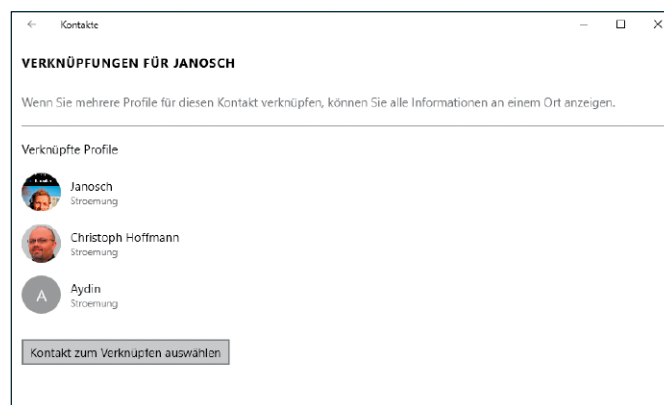 ← Kontakte
VERKNÜPFUNGEN FÜR JANOSCH
Wenn Sie mehrere Profile für diesen Kontakt verknüpfen, können Sie alle Informationen an einem Ort anzeigen.
Verknüpfte Profile
Janosch
Stroemung
Christoph Hoffmann
Stroemung
A
Aydin
Stroemung
Kontakt zum Verknüpfen auswählen